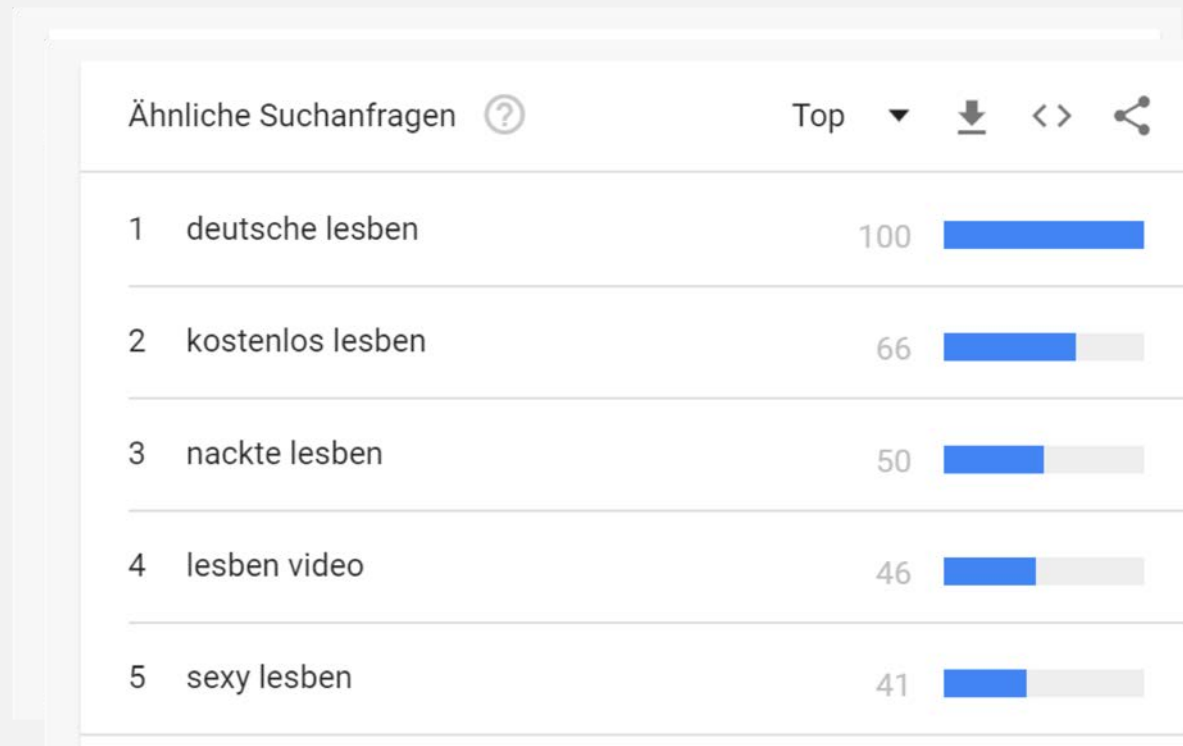 Ähnliche Suchanfragen ? Top
1 deutsche lesben 100
2 kostenlos lesben 66
3 nackte lesben 50
4 lesben video 46
5 sexy lesben 41